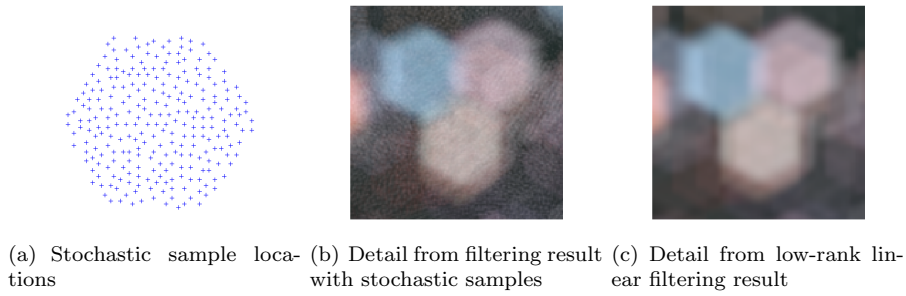 (a) Stochastic sample loca-
tions
(b) Detail from filtering result
with stochastic samples
(c) Detail from low-rank lin-
ear filtering result